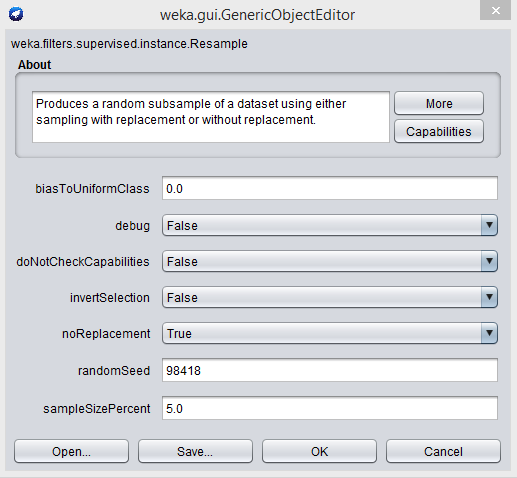 weka.gui.GenericObjectEditor
weka.filters.supervised.instance.Resample
About
Produces a random subsample of a dataset using either
sampling with replacement or without replacement.
More
Capabilities
biasToUniformClass 0.0
debug False
doNotCheckCapabilities False
invertSelection False
noReplacement True
randomSeed 98418
sampleSizePercent 5.0
Open... Save... OK Cancel